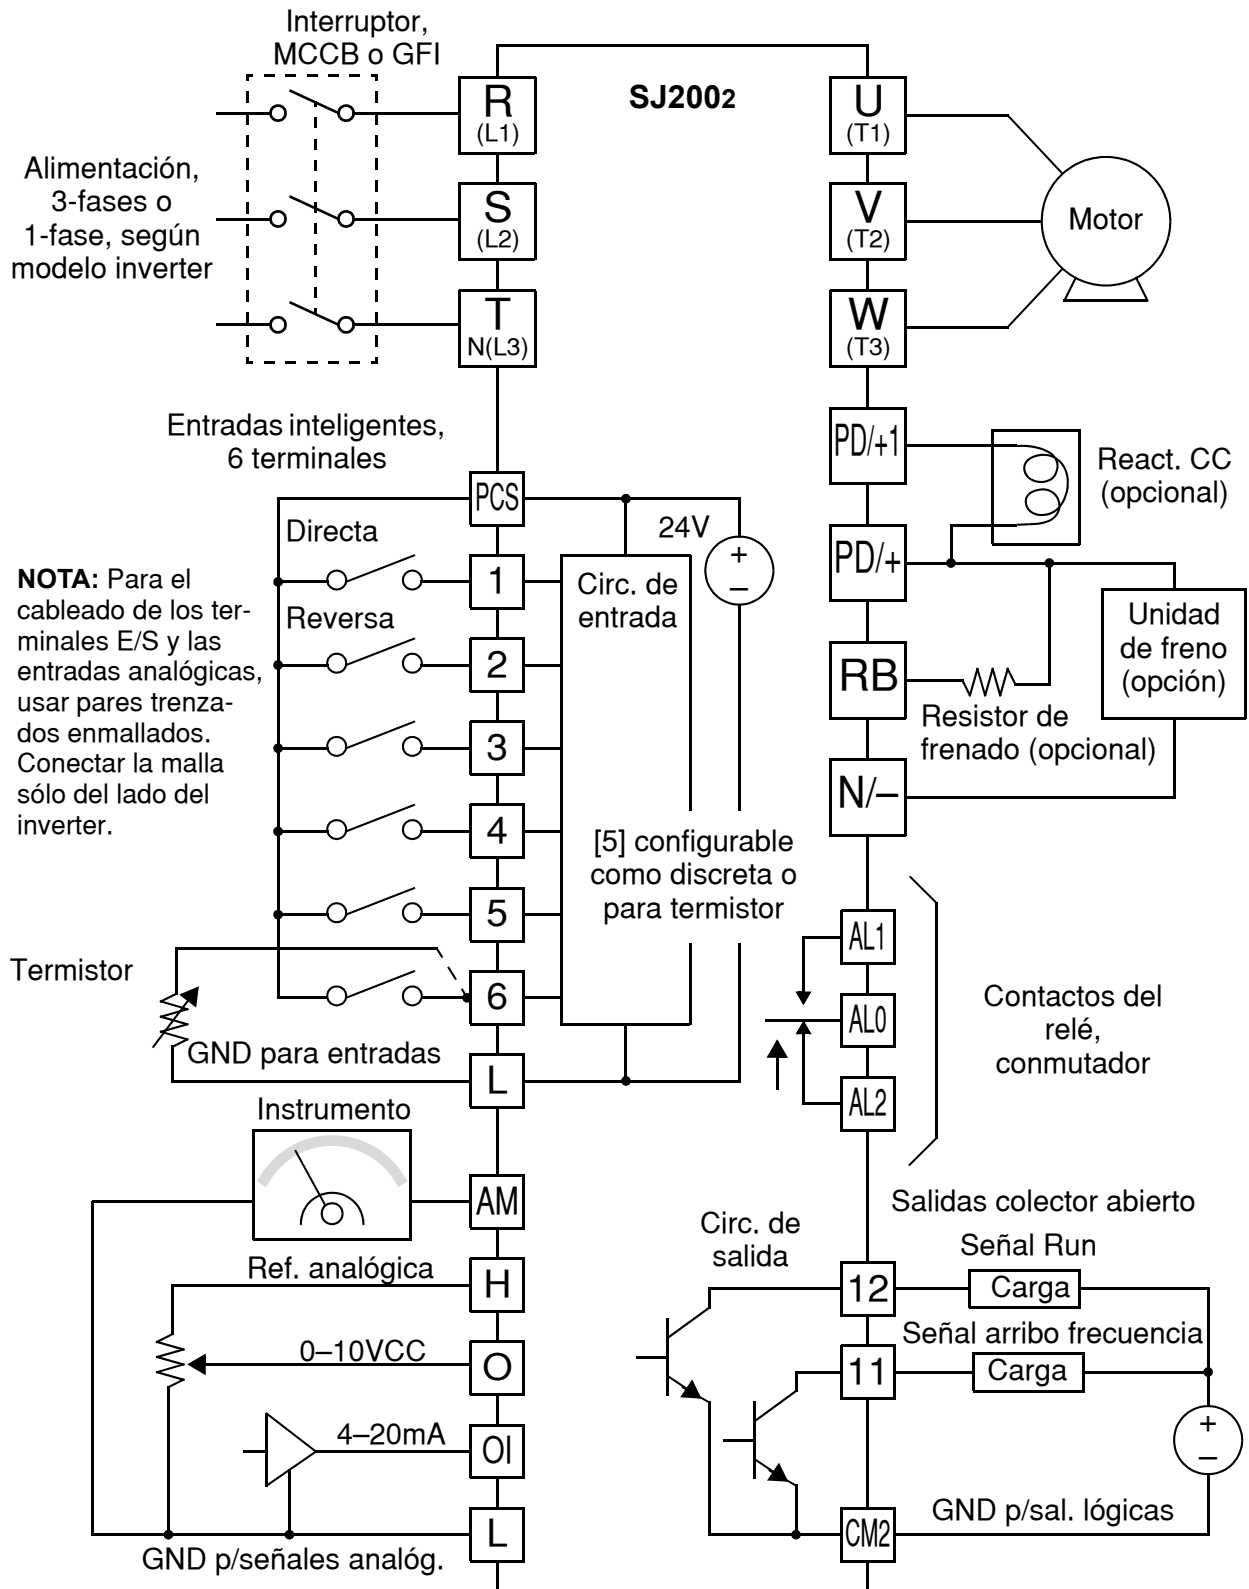 Interruptor,
MCCB o GFI
SJ2002
R
(L1)
S
(L2)
T
N(L3)
Alimentación,
3-fases o
1-fase, según
modelo inverter
U
(T1)
V
(T2)
W
(T3)
Motor
Entradas inteligentes,
6 terminales
PD/+1
React. CC
(opcional)
PCS
Directa
24V
+
–
PD/+
NOTA: Para el
cableado de los ter-
minales E/S y las
entradas analógicas,
usar pares trenza-
dos enmallados.
Conectar la malla
sólo del lado del
inverter.
1
Reversa
2
3
4
5
6
Circ. de
entrada
[5] configurable
como discreta o
para termistor
Unidad
de freno
(opción)
RB
Resistor de
frenado (opcional)
N/–
Termistor
GND para entradas
L
AL1
AL0
AL2
Contactos del
relé,
conmutador
Instrumento
AM
Ref. analógica
H
0–10VCC
O
4–20mA
OI
L
GND p/señales analóg.
Salidas colector abierto
Circ. de
salida
Señal Run
12
Carga
Señal arribo frecuencia
11
Carga
+
–
GND p/sal. lógicas
CM2